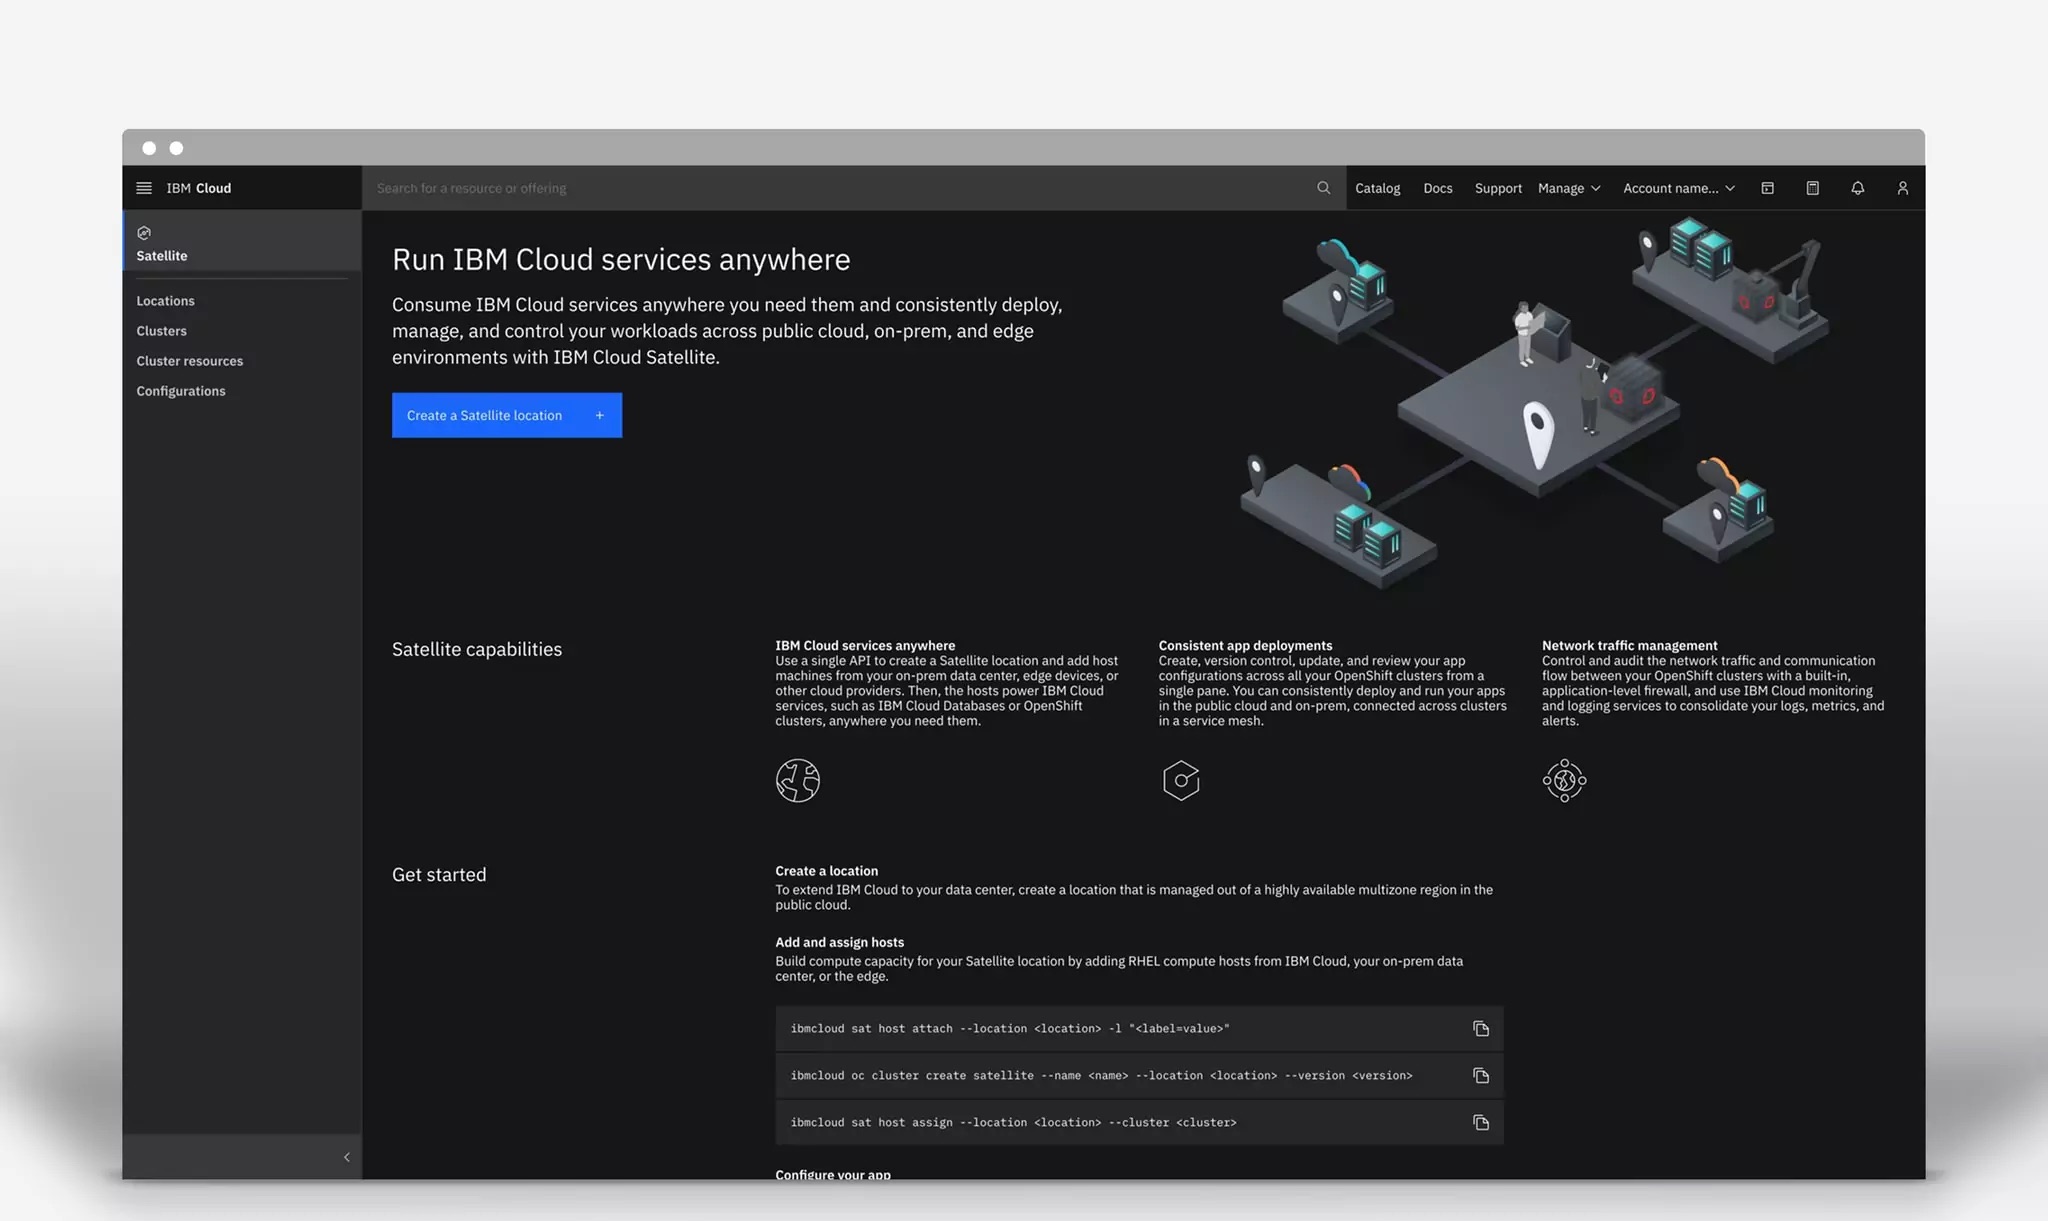 IBM Cloud
Search for a resource or offering
Catalog
Docs
Support
Manage
Account name...
Satellite
Locations
Clusters
Cluster resources
Configurations
Run IBM Cloud services anywhere
Consume IBM Cloud services anywhere you need them and consistently deploy,
manage, and control your workloads across public cloud, on-prem, and edge
environments with IBM Cloud Satellite.
Create a Satellite location +
Satellite capabilities
IBM Cloud services anywhere
Use a single API to create a Satellite location and add host
machines from your on-prem data center, edge devices, or
other cloud providers. Then, the hosts power IBM Cloud
services, such as IBM Cloud Databases or OpenShift
clusters, anywhere you need them.
Consistent app deployments
Create, version control, update, and review your app
configurations across all your OpenShift clusters from a
single pane. You can consistently deploy and run your apps
in the public cloud and on-prem, connected across clusters
in a service mesh.
Network traffic management
Control and audit the network traffic and communication
flow between your OpenShift clusters with a built-in,
application-level firewall, and use IBM Cloud monitoring
and logging services to consolidate your logs, metrics, and
alerts.
Get started
Create a location
To extend IBM Cloud to your data center, create a location that is managed out of a highly available multizone region in the
public cloud.
Add and assign hosts
Build compute capacity for your Satellite location by adding RHEL compute hosts from IBM Cloud, your on-prem data
center, or the edge.
ibmcloud sat host attach --location <location> -l "<label=value>"
ibmcloud oc cluster create satellite --name <name> --location <location> --version <version>
ibmcloud sat host assign --location <location> --cluster <cluster>
Configure your app